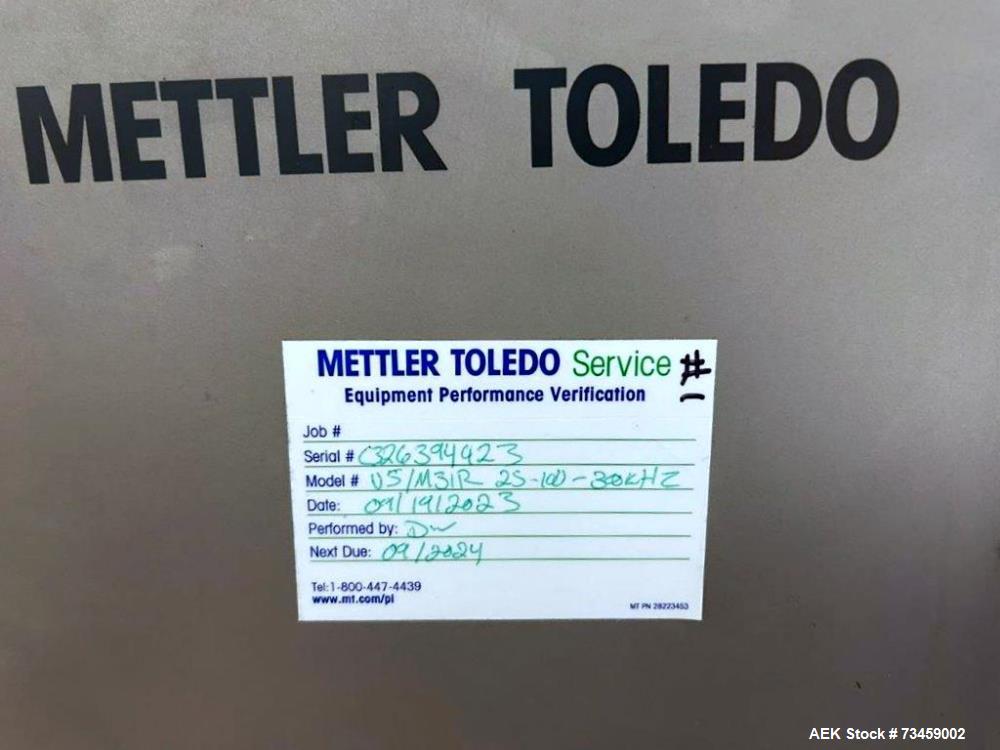 METTLER TOLEDO
METTLER TOLEDO Service #1
Equipment Performance Verification
Job #
Serial # C326394423
Model # V5/M31R 25-100-300KHZ
Date: 09/19/2023
Performed by: DW
Next Due: 09/2024
Tel:1-800-447-4439
www.mt.com/pi
MT PN 28223453
AEK Stock # 73459002